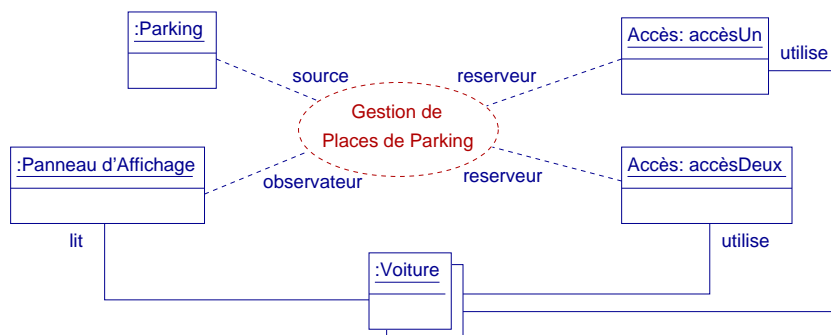 :Parking
Accès: accèsUn
utilise
source
reserveur
Gestion de
Places de Parking
:Panneau d'Affichage
Accès: accèsDeux
observateur
reserveur
lit
utilise
:Voiture